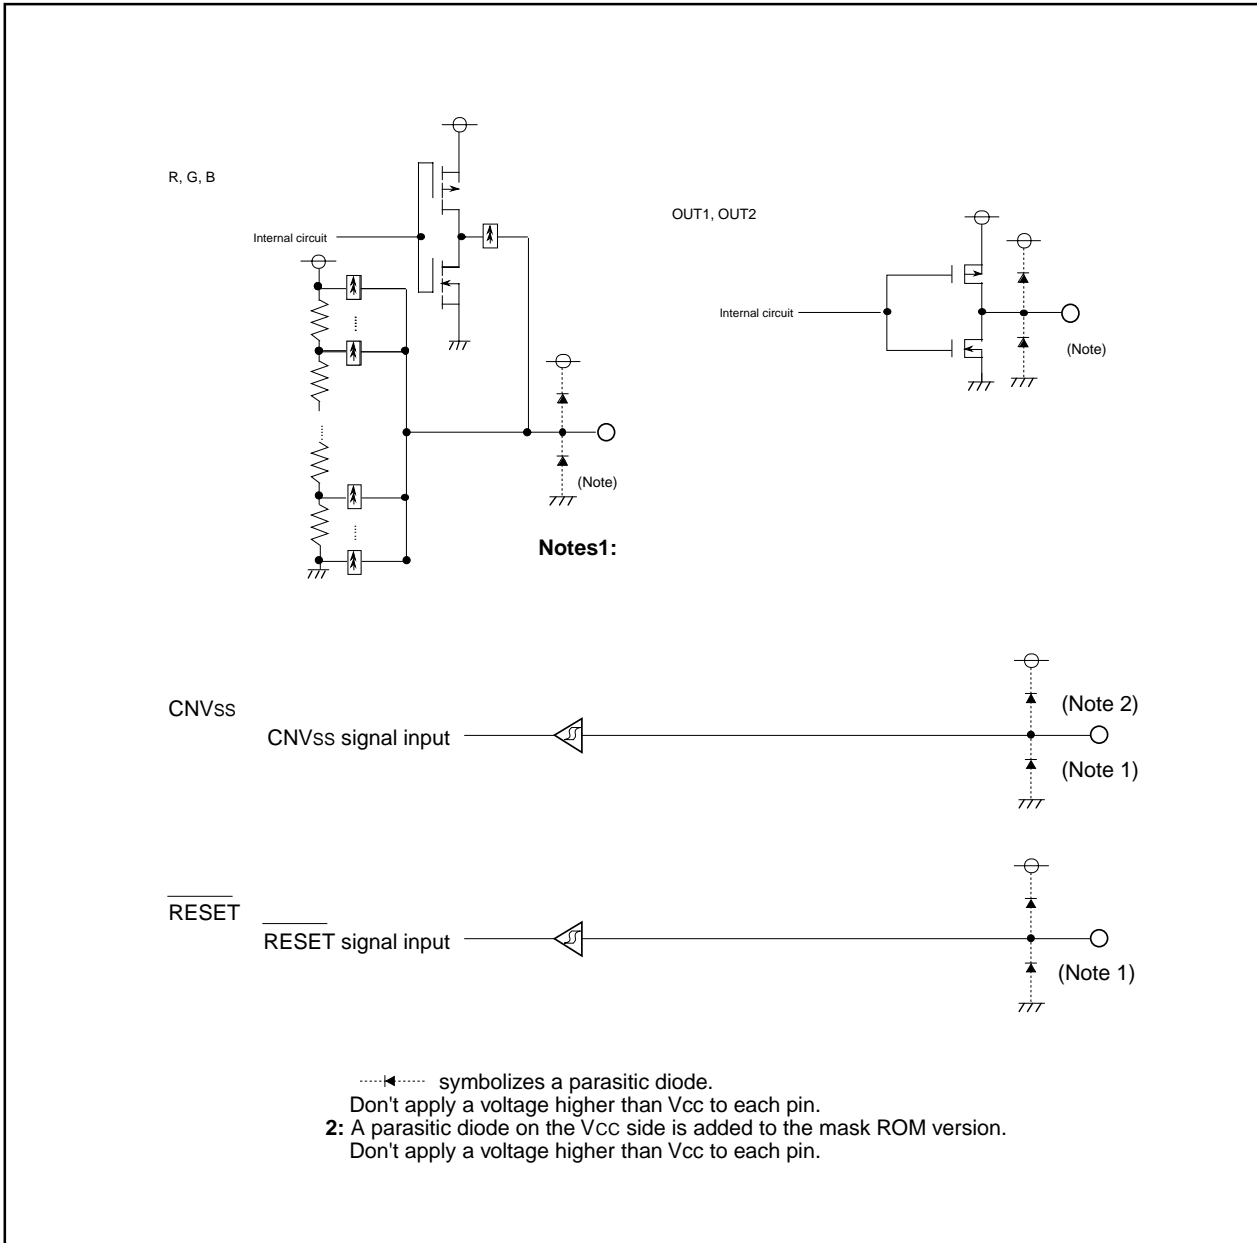 R, G, B
Internal circuit
(Note)
Notes1:
OUT1, OUT2
Internal circuit
(Note)
CNVSS
CNVSS signal input
(Note 2)
(Note 1)
RESET
RESET signal input
(Note 1)
symbolizes a parasitic diode.
Don't apply a voltage higher than Vcc to each pin.
2: A parasitic diode on the VCC side is added to the mask ROM version.
Don't apply a voltage higher than Vcc to each pin.